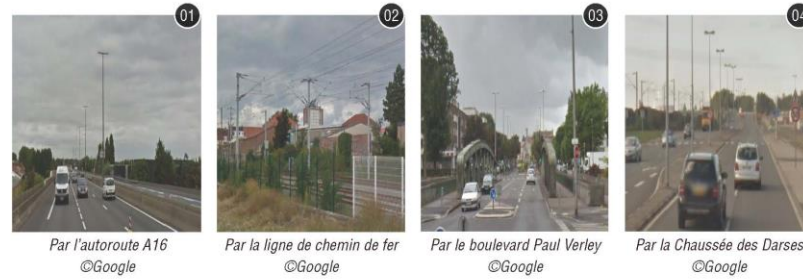 01
02
03
04
Par l'autoroute A16
©Google
Par la ligne de chemin de fer
©Google
Par le boulevard Paul Verley
©Google
Par la Chaussée des Darses
©Google